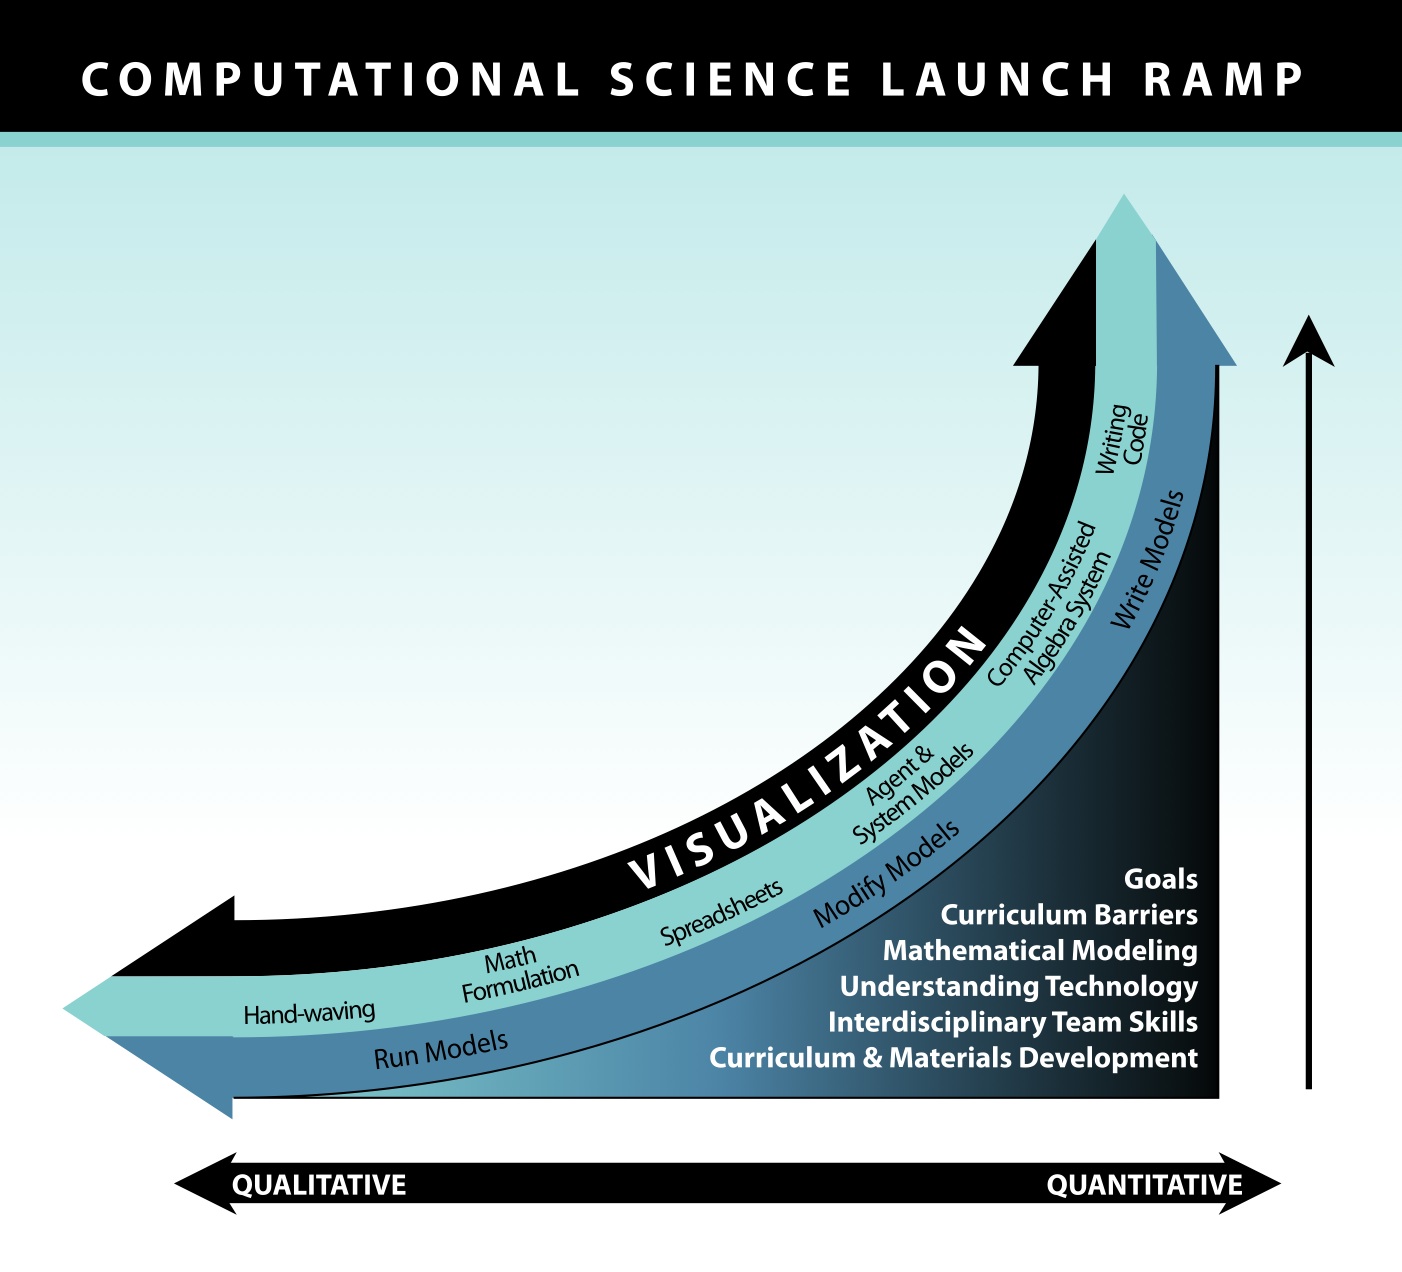 COMPUTATIONAL SCIENCE LAUNCH RAMP
VISUALIZATION
Hand-waving
Math
Formulation
Spreadsheets
Agent &
System Models
Computer-Assisted
Algebra System
Writing
Code
Run Models
Modify Models
Write Models
Goals
Curriculum Barriers
Mathematical Modeling
Understanding Technology
Interdisciplinary Team Skills
Curriculum & Materials Development
QUALITATIVE
QUANTITATIVE